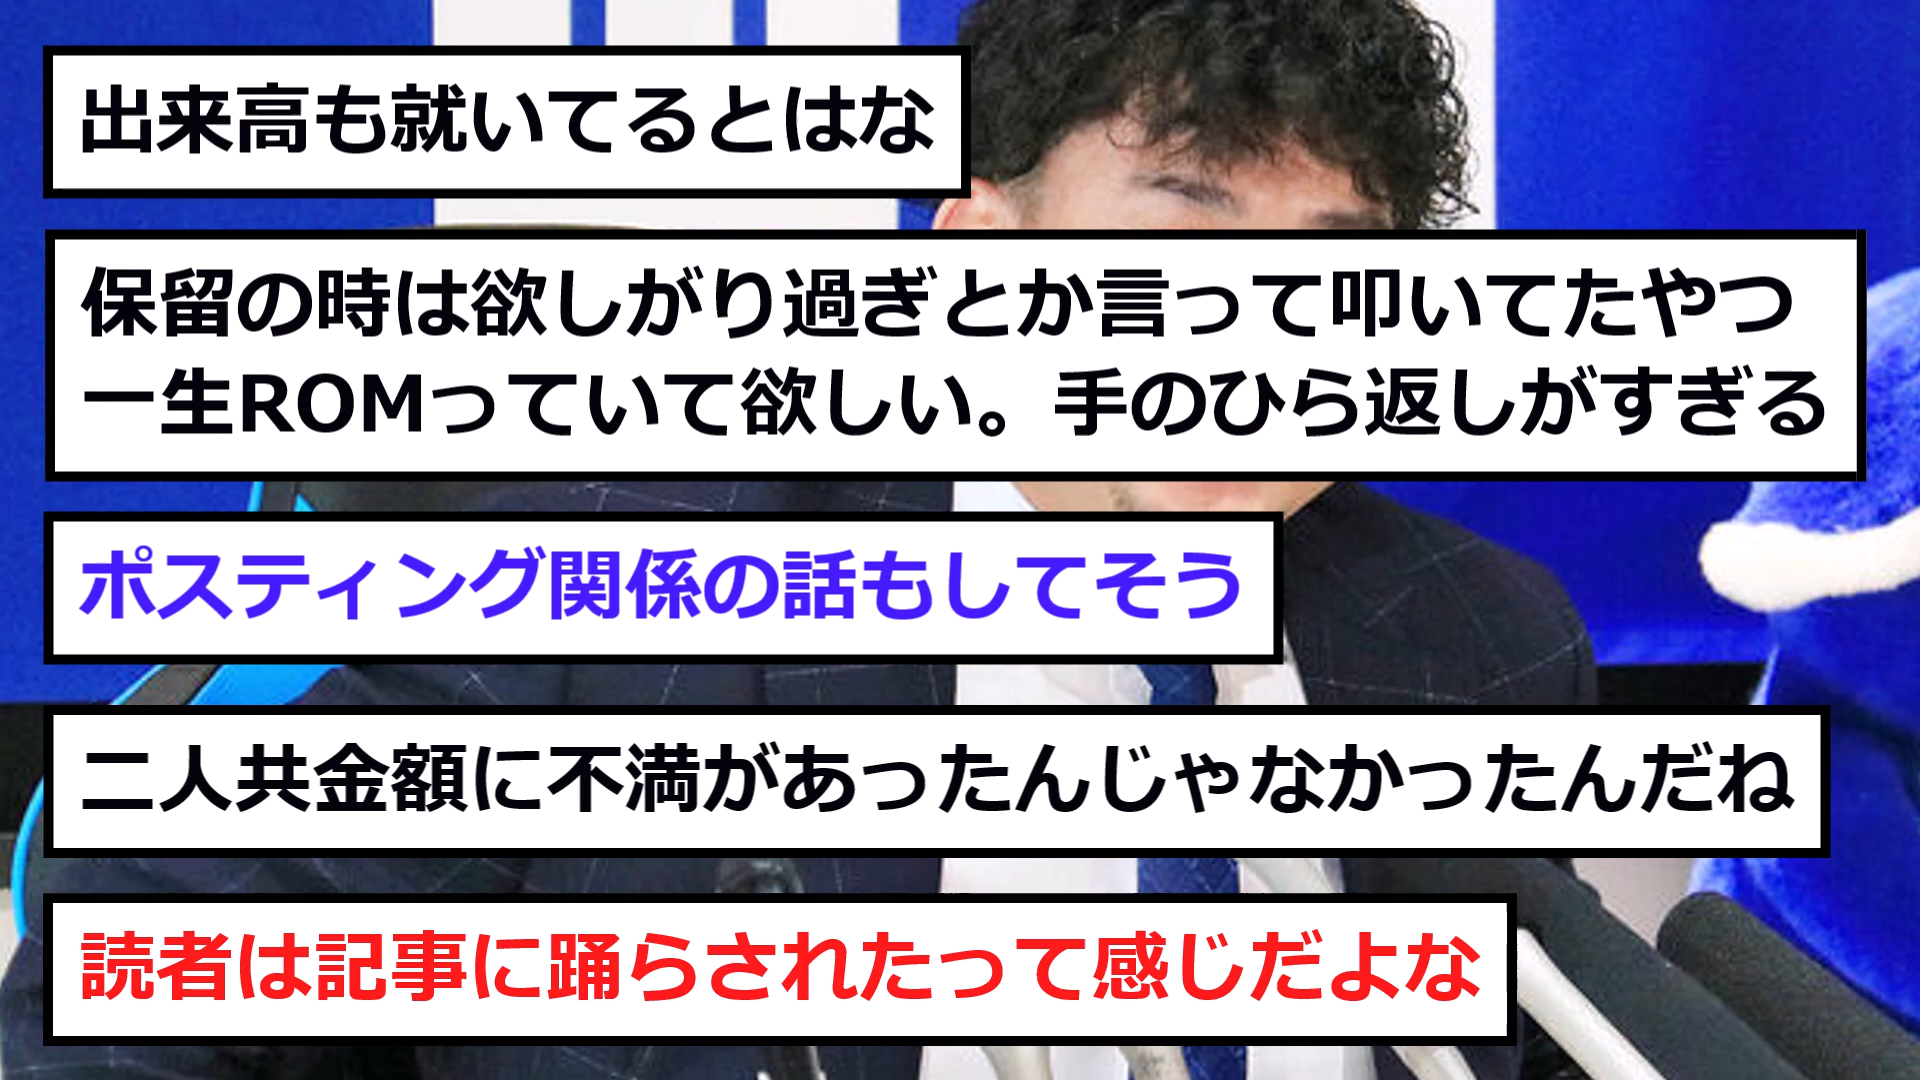 出来高も就いてるとはな
保留の時は欲しがり過ぎとか言って叩いてたやつ
一生ROMっていて欲しい。手のひら返しがすぎる
ポスティング関係の話もしてそう
二人共金額に不満があったんじゃなかったんだね
読者は記事に踊らされたって感じだよな